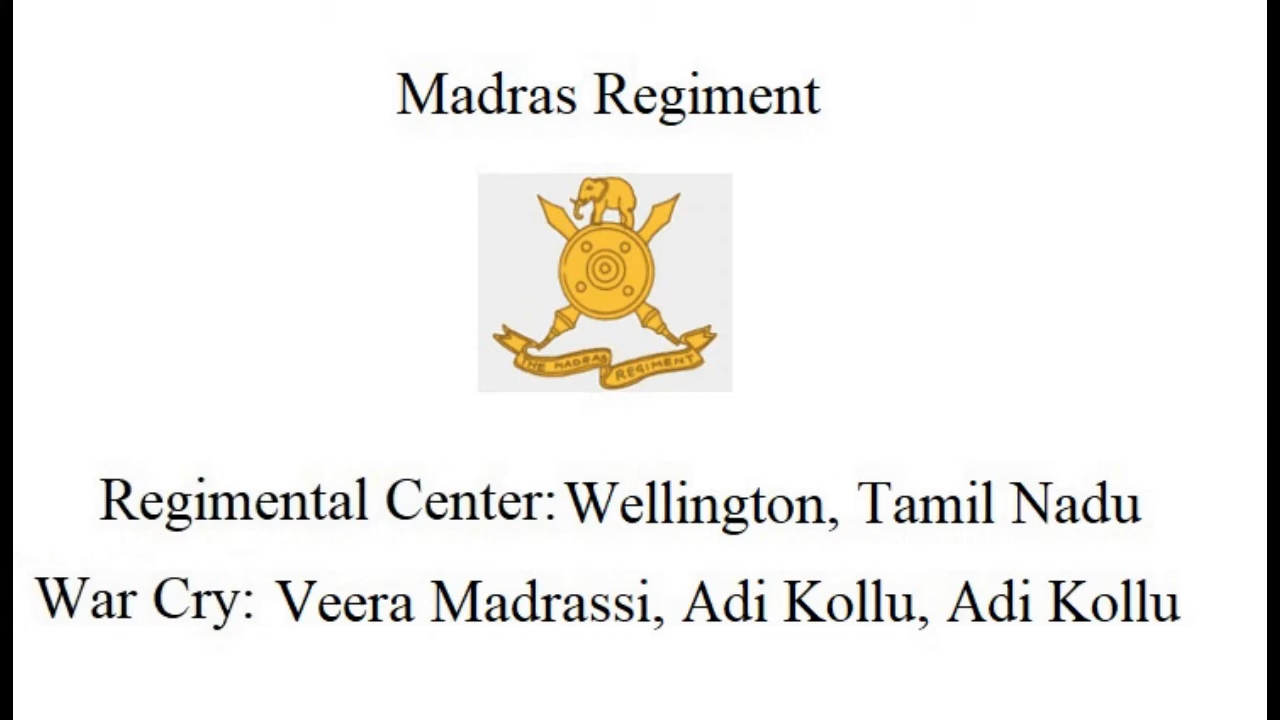 Madras Regiment
THE MADRAS REGIMENT
Regimental Center: Wellington, Tamil Nadu
War Cry: Veera Madrassi, Adi Kollu, Adi Kollu